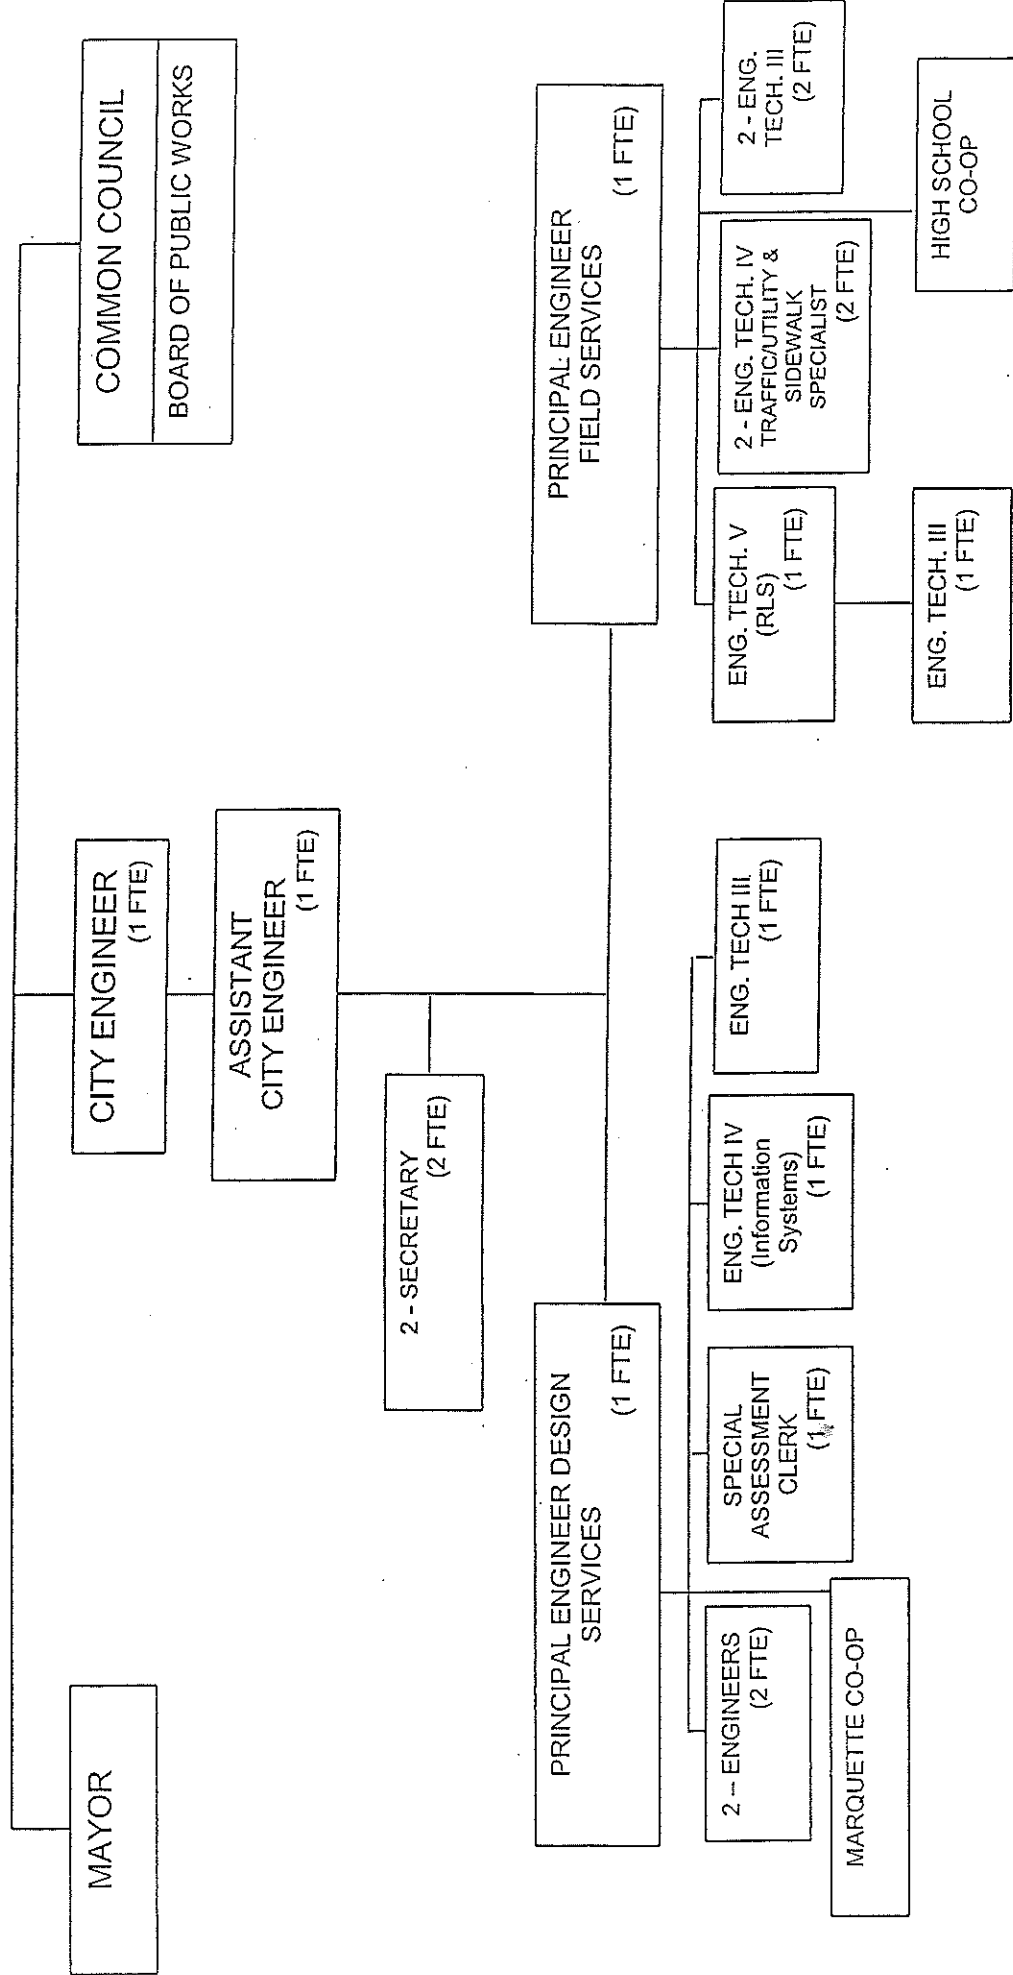 MAYOR
CITY ENGINEER
(1 FTE)
COMMON COUNCIL
BOARD OF PUBLIC WORKS
ASSISTANT
CITY ENGINEER
(1 FTE)
2 - SECRETARY
(2 FTE)
PRINCIPAL ENGINEER DESIGN
SERVICES
(1 FTE)
PRINCIPAL ENGINEER
FIELD SERVICES
(1 FTE)
2 – ENGINEERS
(2 FTE)
SPECIAL
ASSESSMENT
CLERK
(1 FTE)
ENG. TECH IV
(Information
Systems)
(1 FTE)
ENG. TECH III
(1 FTE)
MARQUETTE CO-OP
ENG. TECH. V
(RLS)
(1 FTE)
2 - ENG. TECH. IV
TRAFFIC/UTILITY &
SIDEWALK
SPECIALIST
(2 FTE)
2 - ENG.
TECH. III
(2 FTE)
ENG. TECH. III
(1 FTE)
HIGH SCHOOL
CO-OP